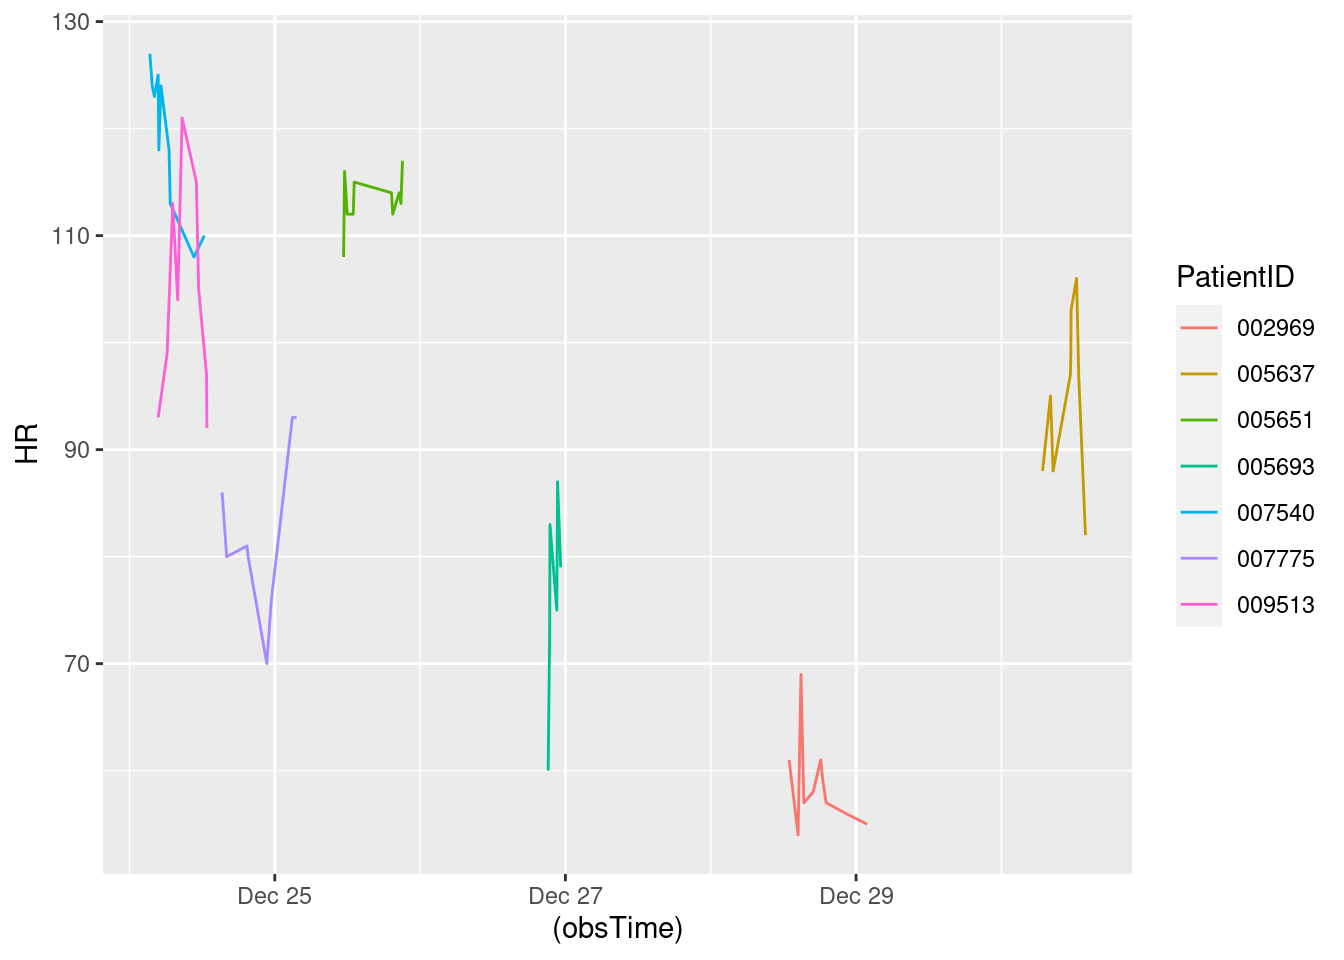 130
110
90
70
HR
Dec 25
Dec 27
Dec 29
(obsTime)
PatientID
002969
005637
005651
005693
007540
007775
009513